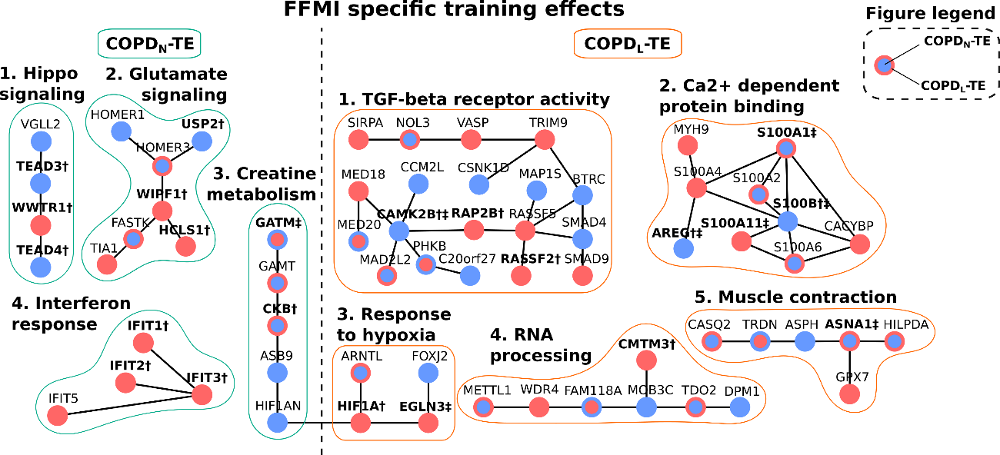 FFMI specific training effects
Figure legend
COPDN-TE
COPDL-TE
COPDN-TE
COPDL-TE
1. Hippo
signaling
VGLL2
TEAD3†
WWTR1†
TEAD4†
2. Glutamate
signaling
HOMER1
USP2†
HOMER3
WIPF1†
FASTK
HCLS1†
TIA1
3. Creatine
metabolism
GATM‡
GAMT
CKB†
ASB9
HIF1AN
4. Interferon
response
IFIT1†
IFIT2†
IFIT3†
IFIT5
1. TGF-beta receptor activity
SIRPA
NOL3
VASP
TRIM9
MED18
CCM2L
CSNK1D
MAP1S
BTRC
CAMK2B†‡
RAP2B†
RASSF5
MED20
SMAD4
PHKB
MAD2L2
C20orf27
RASSF2†
SMAD9
2. Ca2+ dependent
protein binding
MYH9
S100A1‡
S100A4
S100A2
S100B†‡
AREG†‡
S100A11‡
CACYBP
S100A6
3. Response
to hypoxia
ARNTL
FOXJ2
HIF1A†
EGLN3‡
4. RNA
processing
CMTM3†
METTL1
WDR4
FAM118A
MOB3C
TDO2
DPM1
5. Muscle contraction
CASQ2
TRDN
ASPH
ASNA1‡
HILPDA
GPX7